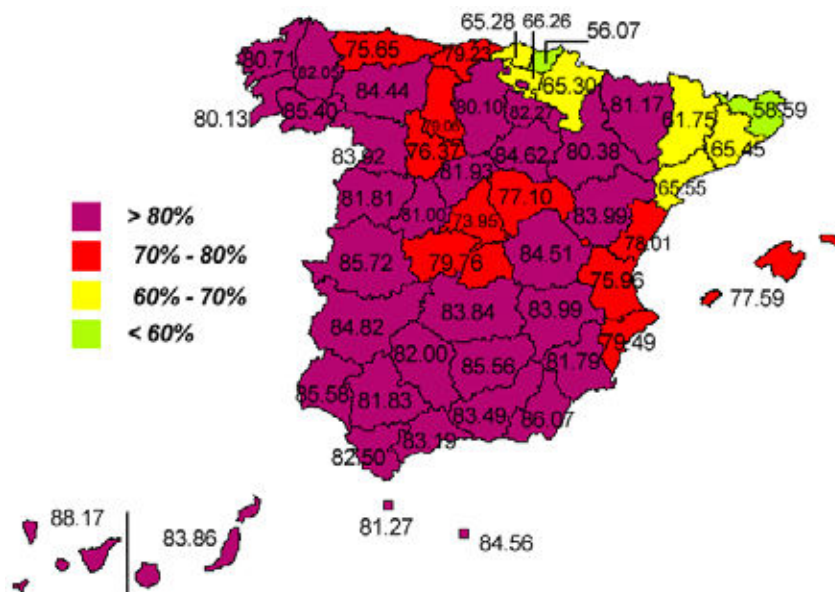 65.28 66.26
56.07
75.65 79.23
80.71 82.05
84.44 65.30
80.10 81.17 58.59
80.13 85.40 82.27 61.75
79.06 65.45
83.92 76.37 84.62 80.38
81.93
81.81 77.10 65.55
81.00 73.95 83.99
> 80%
70% - 80%
60% - 70%
< 60%
78.01
85.72 79.76 84.51
75.96
77.59
84.82 83.84 83.99
82.00 79.49
85.56 81.79
85.58 81.83
83.49 86.07
83.19
82.50
88.17 83.86
81.27
84.56